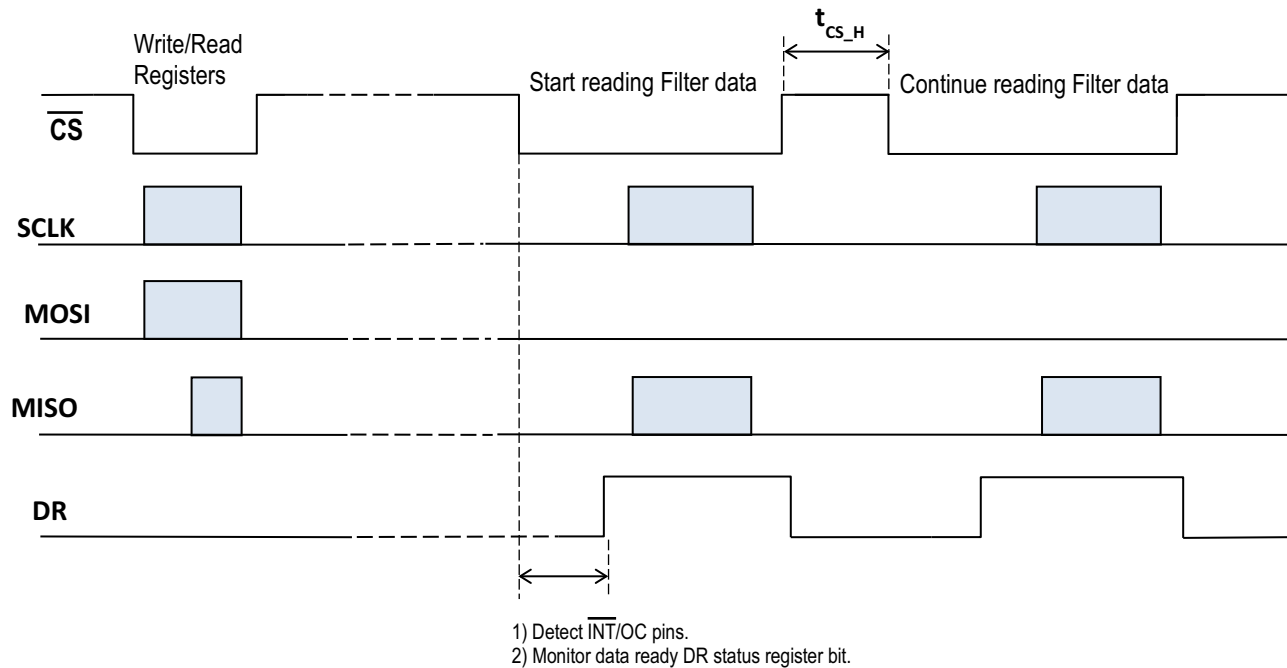 t CS_H
Write/Read
Registers
Start reading Filter data
Continue reading Filter data
CS
SCLK
MOSI
MISO
DR
1) Detect INT/OC pins.
2) Monitor data ready DR status register bit.